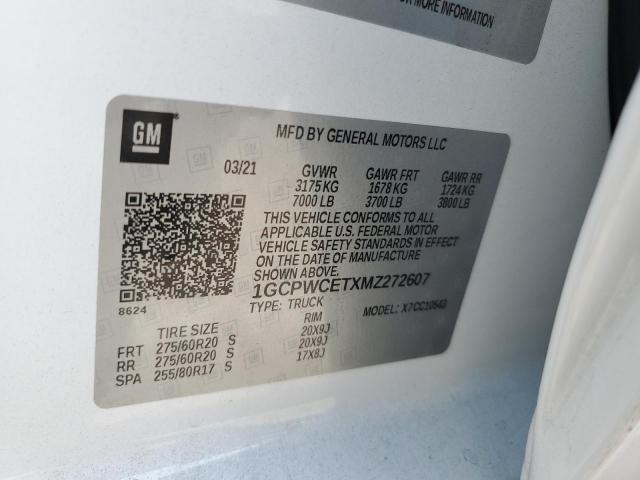 FOR MORE INFORMATION
GM
MFD BY GENERAL MOTORS LLC
03/21 GVWR GAWR FRT GAWR RR
3175 KG 1678 KG 1724 KG
7000 LB 3700 LB 3800 LB
THIS VEHICLE CONFORMS TO ALL
APPLICABLE U.S. FEDERAL MOTOR
VEHICLE SAFETY STANDARDS IN EFFECT
ON THE DATE OF MANUFACTURE
SHOWN ABOVE.
1GCPWCETXMZ272607
8624 TYPE: TRUCK MODEL: X7CC10543
TIRE SIZE RIM
FRT 275/60R20 S 20X9J
RR 275/60R20 S 20X9J
SPA 255/80R17 S 17X8J